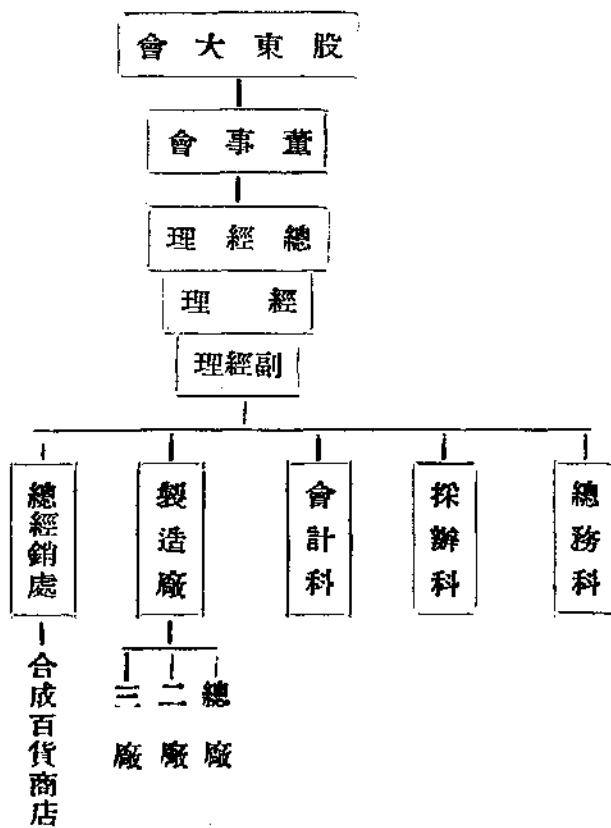 股東大會
董事會
總經理
經理
副經理
總務科
採辦科
會計科
製造廠
總經銷處
總廠
二廠
三廠
合成百貨商店